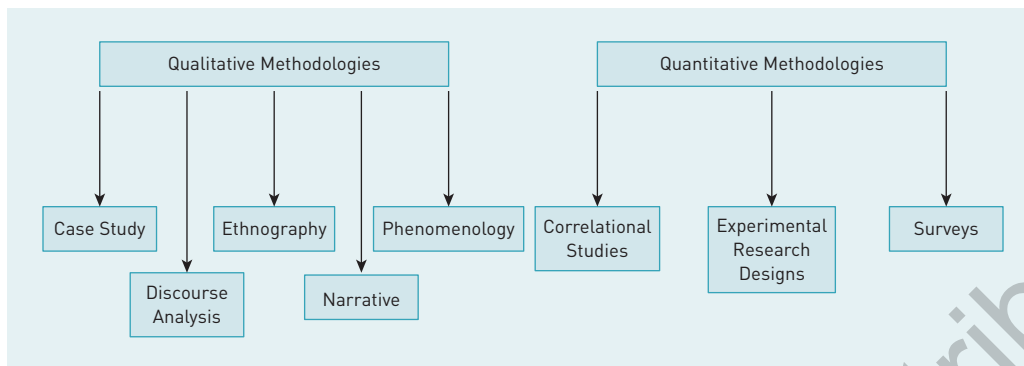 Qualitative Methodologies
Quantitative Methodologies
Case Study
Ethnography
Phenomenology
Correlational
Studies
Experimental
Research
Designs
Surveys
Discourse
Analysis
Narrative